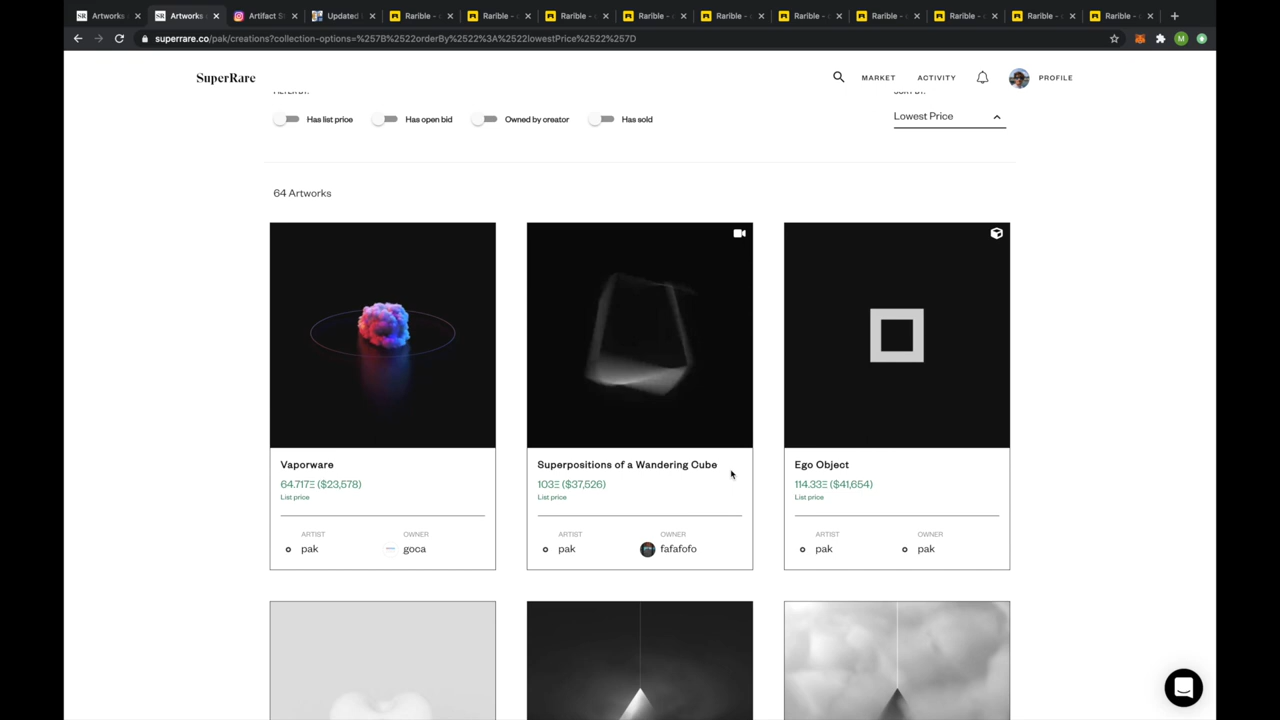 Artworks
Artworks
Artifact S
Updated
Rarible - c
Rarible - c
Rarible - c
Rarible - c
Rarible - c
Rarible - c
Rarible - c
Rarible - c
Rarible - c
Rarible - c
superrare.co/pak/creations?collection-options=%257B%2522orderBy%2522%3A%2522lowestPrice%2522%257D
M
SuperRare
MARKET
ACTIVITY
PROFILE
Has list price
Has open bid
Owned by creator
Has sold
SORT BY:
Lowest Price
64 Artworks
Vaporware
64.717Ξ ($23,578)
List price
ARTIST
OWNER
pak
goca
Superpositions of a Wandering Cube
103Ξ ($37,526)
List price
ARTIST
OWNER
pak
fafafofo
Ego Object
114.33Ξ ($41,654)
List price
ARTIST
OWNER
pak
pak